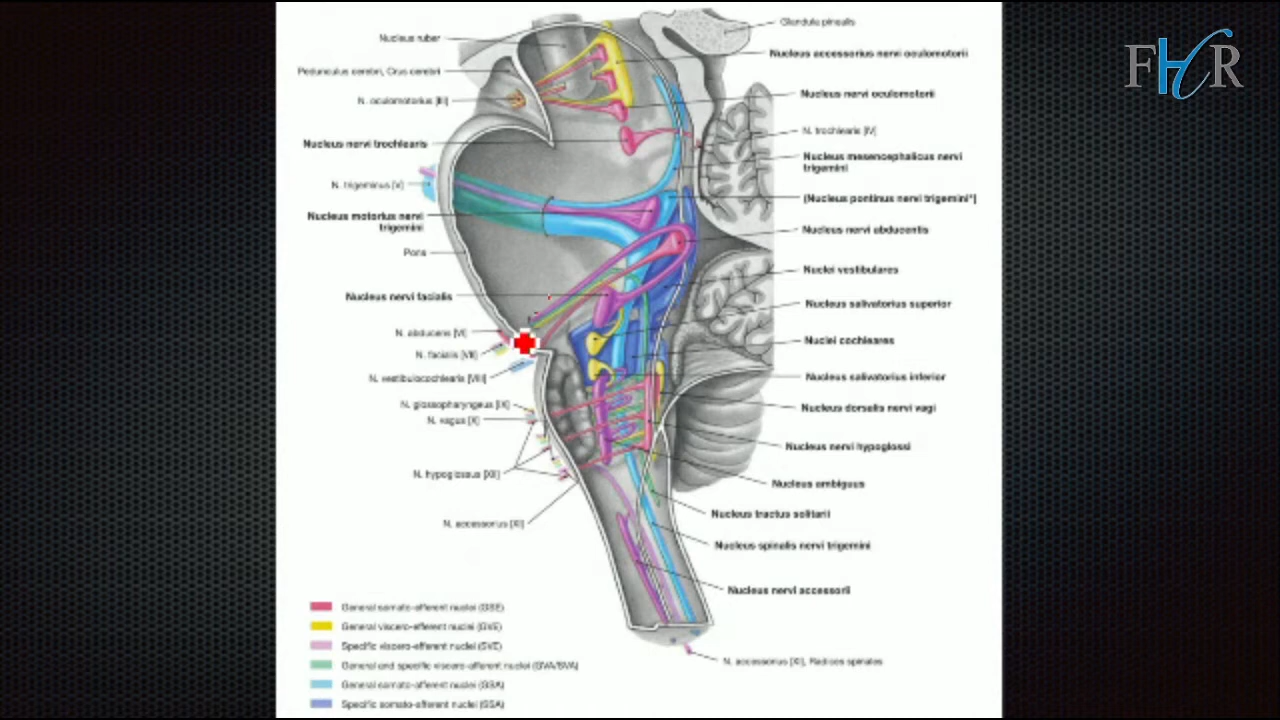 FHR
Glandula pinealis
Nucleus ruber
Nucleus accessorius nervi oculomotorii
Pedunculus cerebri, Crus cerebri
Nucleus nervi oculomotorii
N. oculomotorius [III]
N. trochlearis [IV]
Nucleus nervi trochlearis
Nucleus mesencephalicus nervi
trigemini
N. trigeminus [V]
(Nucleus pontinus nervi trigemini*)
Nucleus motorius nervi
trigemini
Nucleus nervi abducentis
Pons
Nuclei vestibulares
Nucleus nervi facialis
Nucleus salivatorius superior
N. abducens [VI]
Nuclei cochleares
N. facialis [VII]
N. vestibulocochlearis [VIII]
Nucleus salivatorius inferior
N. glossopharyngeus [IX]
Nucleus dorsalis nervi vagi
N. vagus [X]
Nucleus nervi hypoglossi
N. hypoglossus [XII]
Nucleus ambiguus
Nucleus tractus solitarii
N. accessorius [XI]
Nucleus spinalis nervi trigemini
Nucleus nervi accessorii
General somato-efferent nuclei (GSE)
General viscero-efferent nuclei (GVE)
Specific viscero-efferent nuclei (SVE)
N. accessorius [XI], Radices spinales
General and specific viscero-afferent nuclei (GVA/SVA)
General somato-afferent nuclei (GSA)
Specific somato-afferent nuclei (SSA)